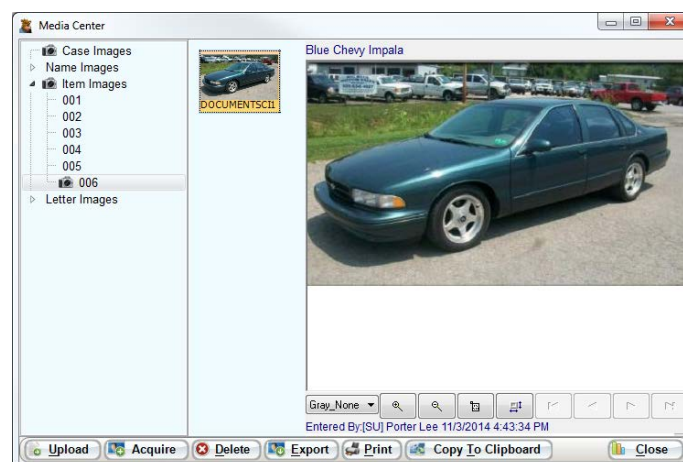 Media Center
Case Images
Name Images
Item Images
001
002
003
004
005
006
Letter Images
DOCUMENTSCI1
Blue Chevy Impala
Gray_None
Entered By:[SU] Porter Lee 11/3/2014 4:43:34 PM
Upload Acquire Delete Export Print Copy To Clipboard Close